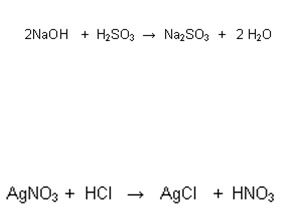 2NaOH + H₂SO₃ → Na₂SO₃ + 2 H₂O
AgNO₃ + HCl → AgCl + HNO₃